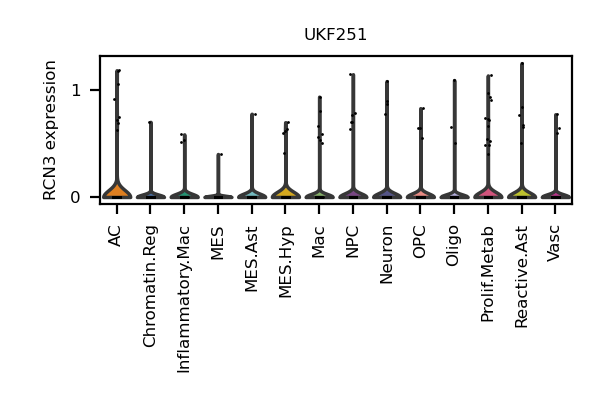 UKF251
RCN3 expression
1
0
AC
Chromatin.Reg
Inflammatory.Mac
MES
MES.Ast
MES.Hyp
Mac
NPC
Neuron
OPC
Oligo
Prolif.Metab
Reactive.Ast
Vasc